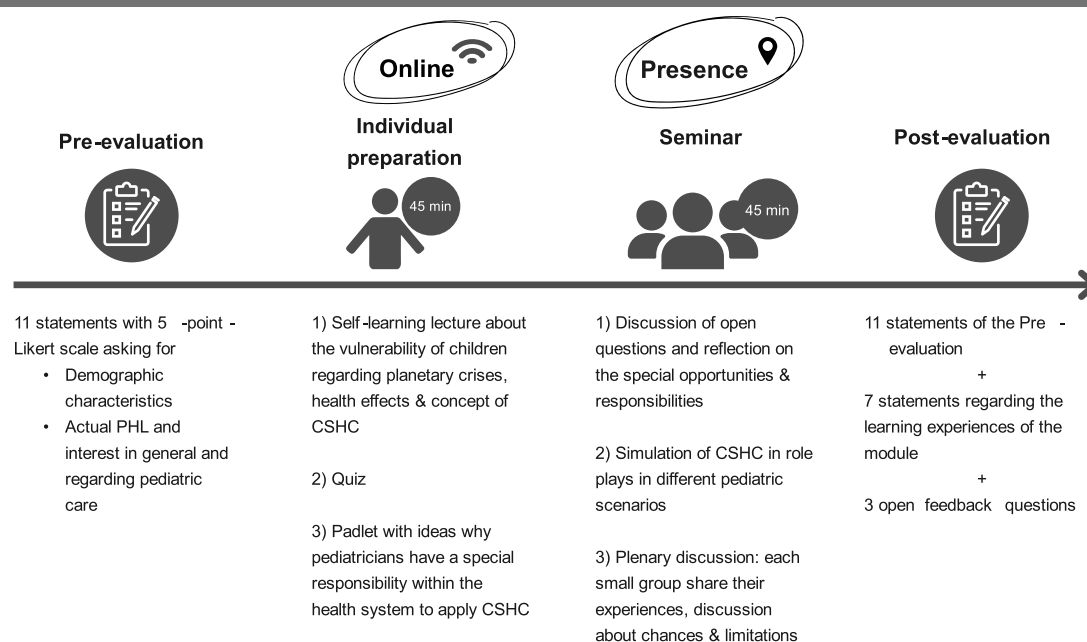 Online
Presence
Pre-evaluation
Individual
preparation
45 min
Seminar
45 min
Post-evaluation
11 statements with 5 -point -
Likert scale asking for
• Demographic
characteristics
• Actual PHL and
interest in general and
regarding pediatric
care
1) Self-learning lecture about
the vulnerability of children
regarding planetary crises,
health effects & concept of
CSHC
2) Quiz
3) Padlet with ideas why
pediatricians have a special
responsibility within the
health system to apply CSHC
1) Discussion of open
questions and reflection on
the special opportunities &
responsibilities
2) Simulation of CSHC in role
plays in different pediatric
scenarios
3) Plenary discussion: each
small group share their
experiences, discussion
about chances & limitations
11 statements of the Pre -
evaluation
+
7 statements regarding the
learning experiences of the
module
+
3 open feedback questions